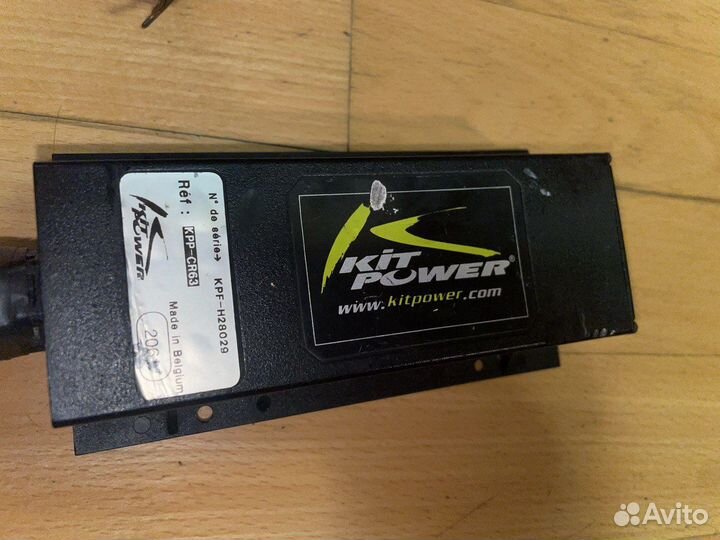 KIT
POWER
Réf : KPP-CR63
N° de série→ KPF-H28029
Made in Belgium
KIT
POWER®
www.kitpower.com
Avito